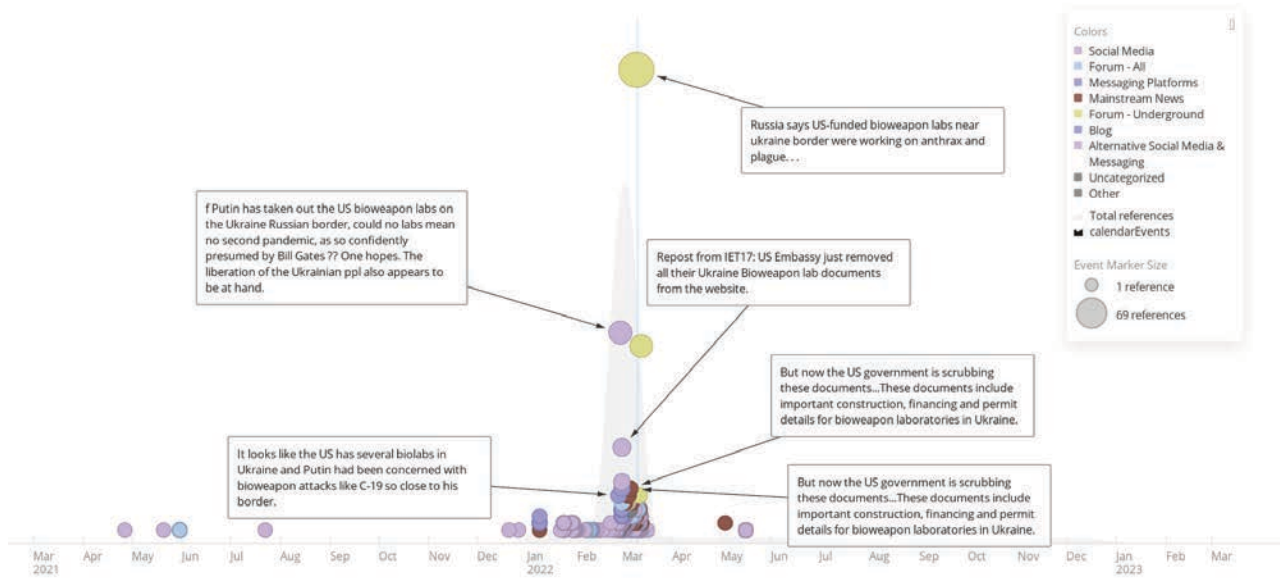 Russia says US-funded bioweapon labs near
ukraine border were working on anthrax and
plague. . .
f Putin has taken out the US bioweapon labs on
the Ukraine Russian border, could no labs mean
no second pandemic, as so confidently
presumed by Bill Gates ?? One hopes. The
liberation of the Ukrainian ppl also appears to
be at hand.
Repost from IET17: US Embassy just removed
all their Ukraine Bioweapon lab documents
from the website.
But now the US government is scrubbing
these documents...These documents include
important construction, financing and permit
details for bioweapon laboratories in Ukraine.
It looks like the US has several biolabs in
Ukraine and Putin had been concerned with
bioweapon attacks like C-19 so close to his
border.
But now the US government is scrubbing
these documents...These documents include
important construction, financing and permit
details for bioweapon laboratories in Ukraine.
Colors
Social Media
Forum - All
Messaging Platforms
Mainstream News
Forum - Underground
Blog
Alternative Social Media &
Messaging
Uncategorized
Other
Total references
calendarEvents
Event Marker Size
1 reference
69 references
Mar Apr May Jun Jul Aug Sep Oct Nov Dec Jan Feb Mar Apr May Jun Jul Aug Sep Oct Nov Dec Jan Feb Mar
2021 2022 2023